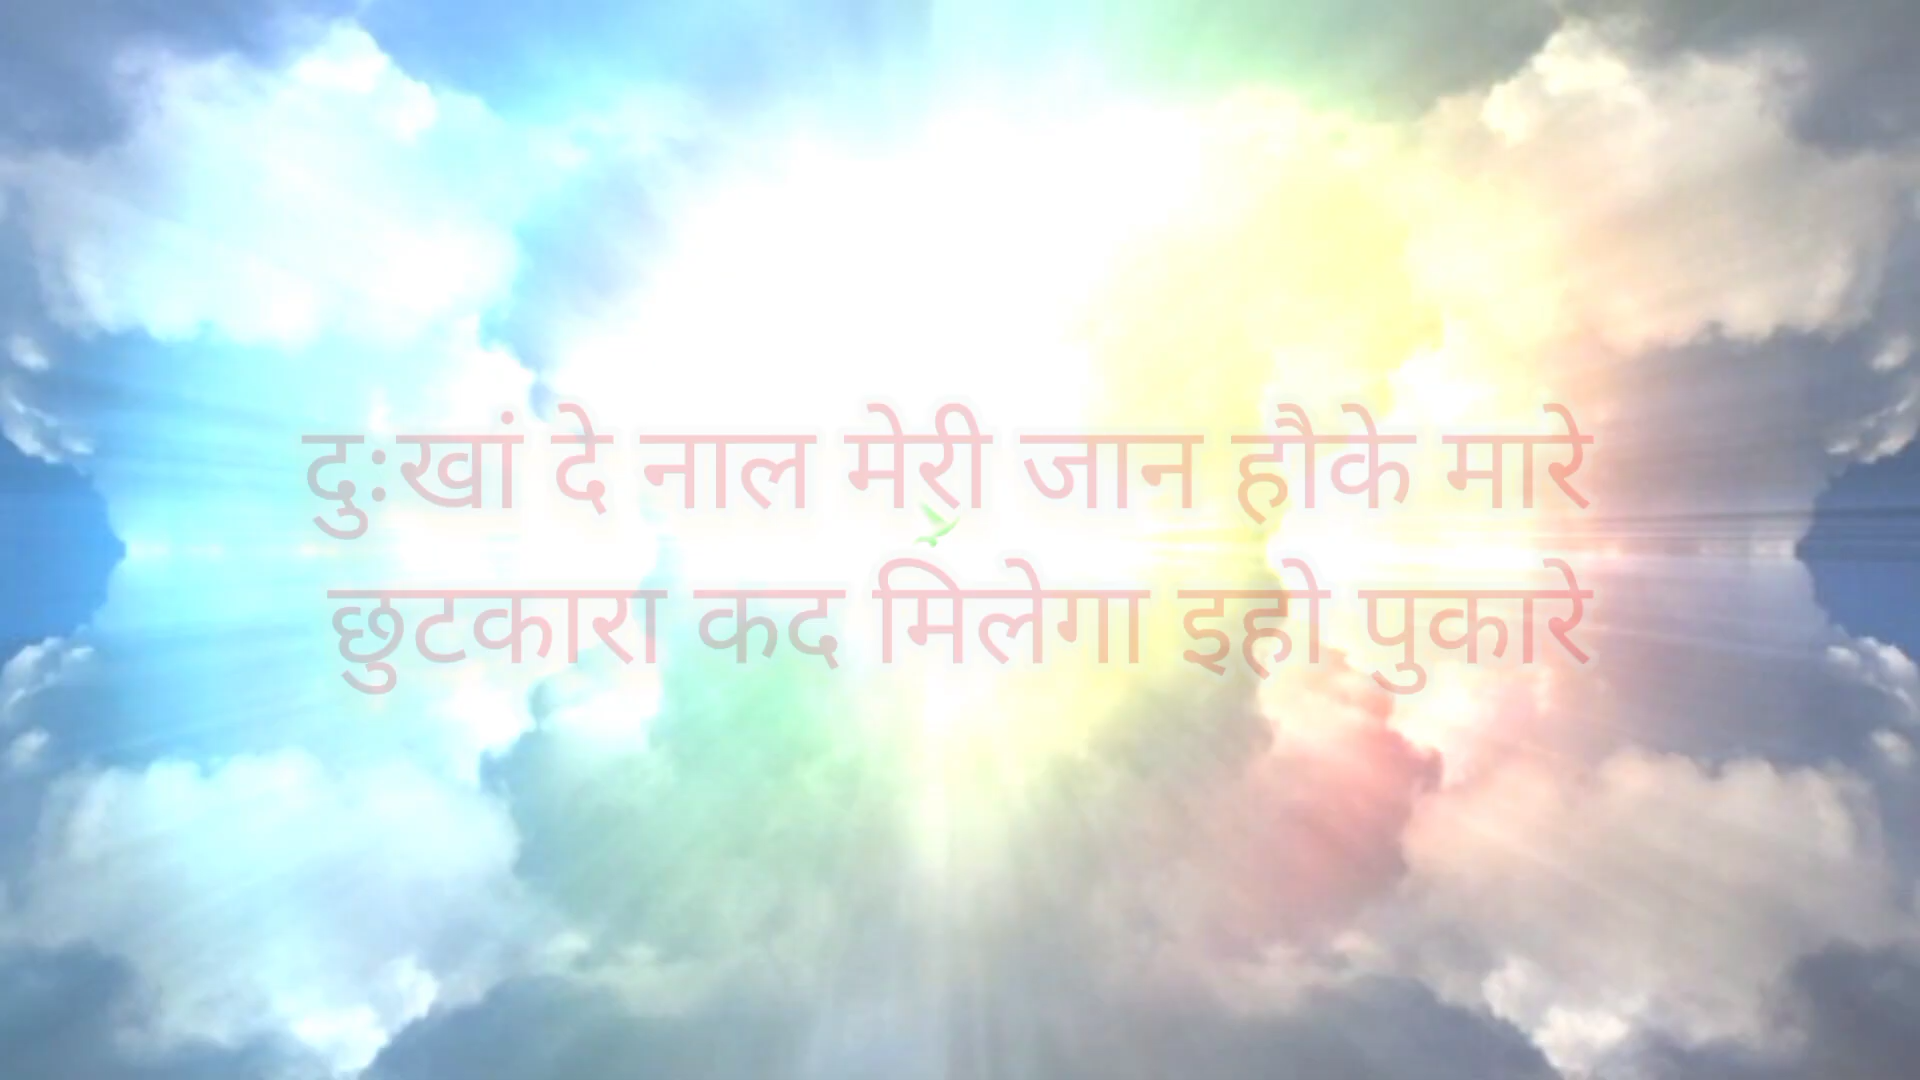 दुःखां दे नाल मेरी जान हौके मारे
छुटकारा कद मिलेगा इहो पुकारे